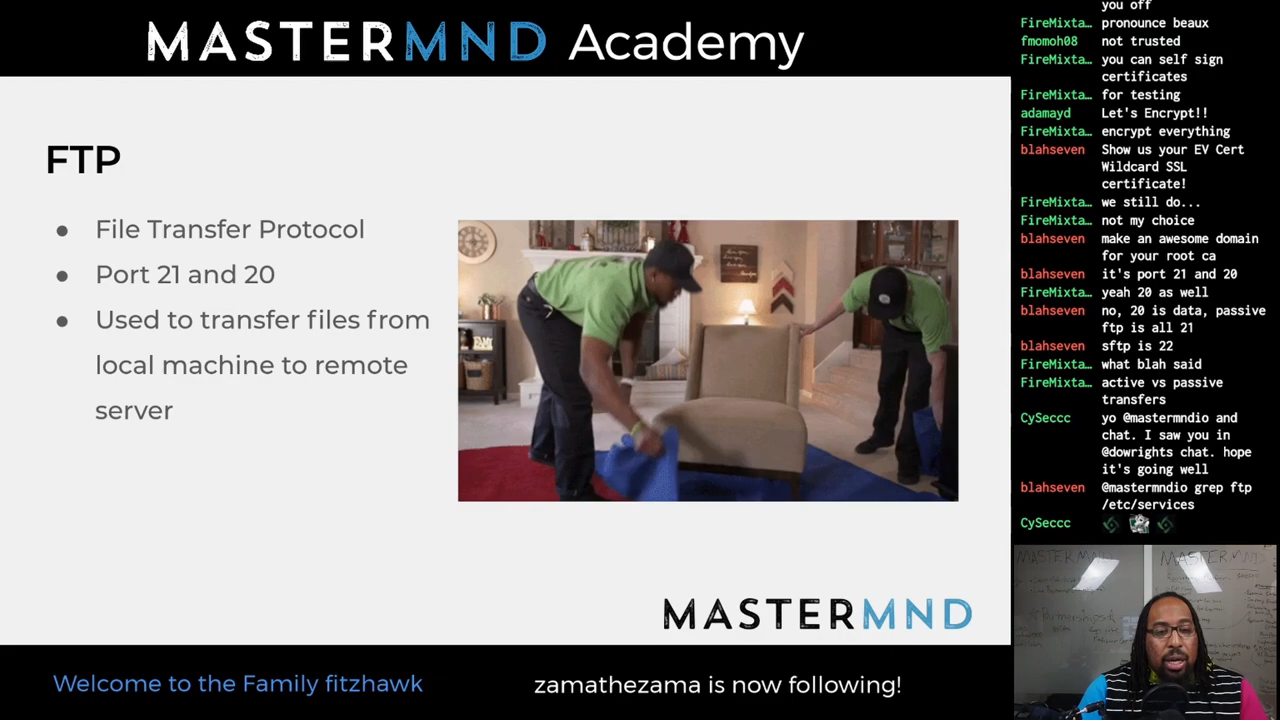 MASTERMND Academy
FTP
● File Transfer Protocol
● Port 21 and 20
● Used to transfer files from
local machine to remote
server
MASTERMND
Welcome to the Family fitzhawk
zamathezama is now following!
you off
FireMixta… pronounce beaux
fmomoh08 not trusted
FireMixta… you can self sign
certificates
FireMixta… for testing
adamayd Let's Encrypt!!
FireMixta… encrypt everything
blahseven Show us your EV Cert
Wildcard SSL
certificate!
FireMixta… we still do...
FireMixta… not my choice
blahseven make an awesome domain
for your root ca
blahseven it's port 21 and 20
FireMixta… yeah 20 as well
blahseven no, 20 is data, passive
ftp is all 21
blahseven sftp is 22
FireMixta… what blah said
FireMixta… active vs passive
transfers
CySeccc yo @mastermndio and
chat. I saw you in
@dowrights chat. hope
it's going well
blahseven @mastermndio grep ftp
/etc/services
CySeccc
MASTERMND
MASTERMND